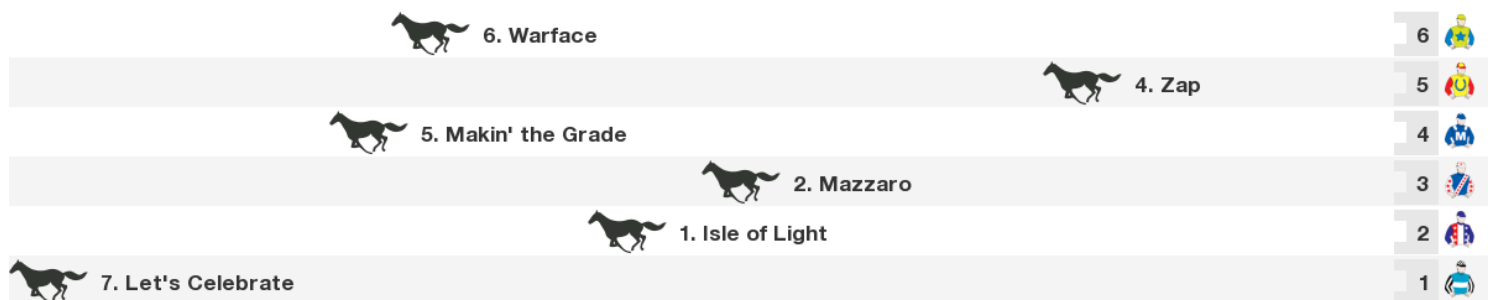 6. Warface 6
4. Zap 5
5. Makin' the Grade 4 M
2. Mazzaro 3
1. Isle of Light 2
7. Let's Celebrate 1